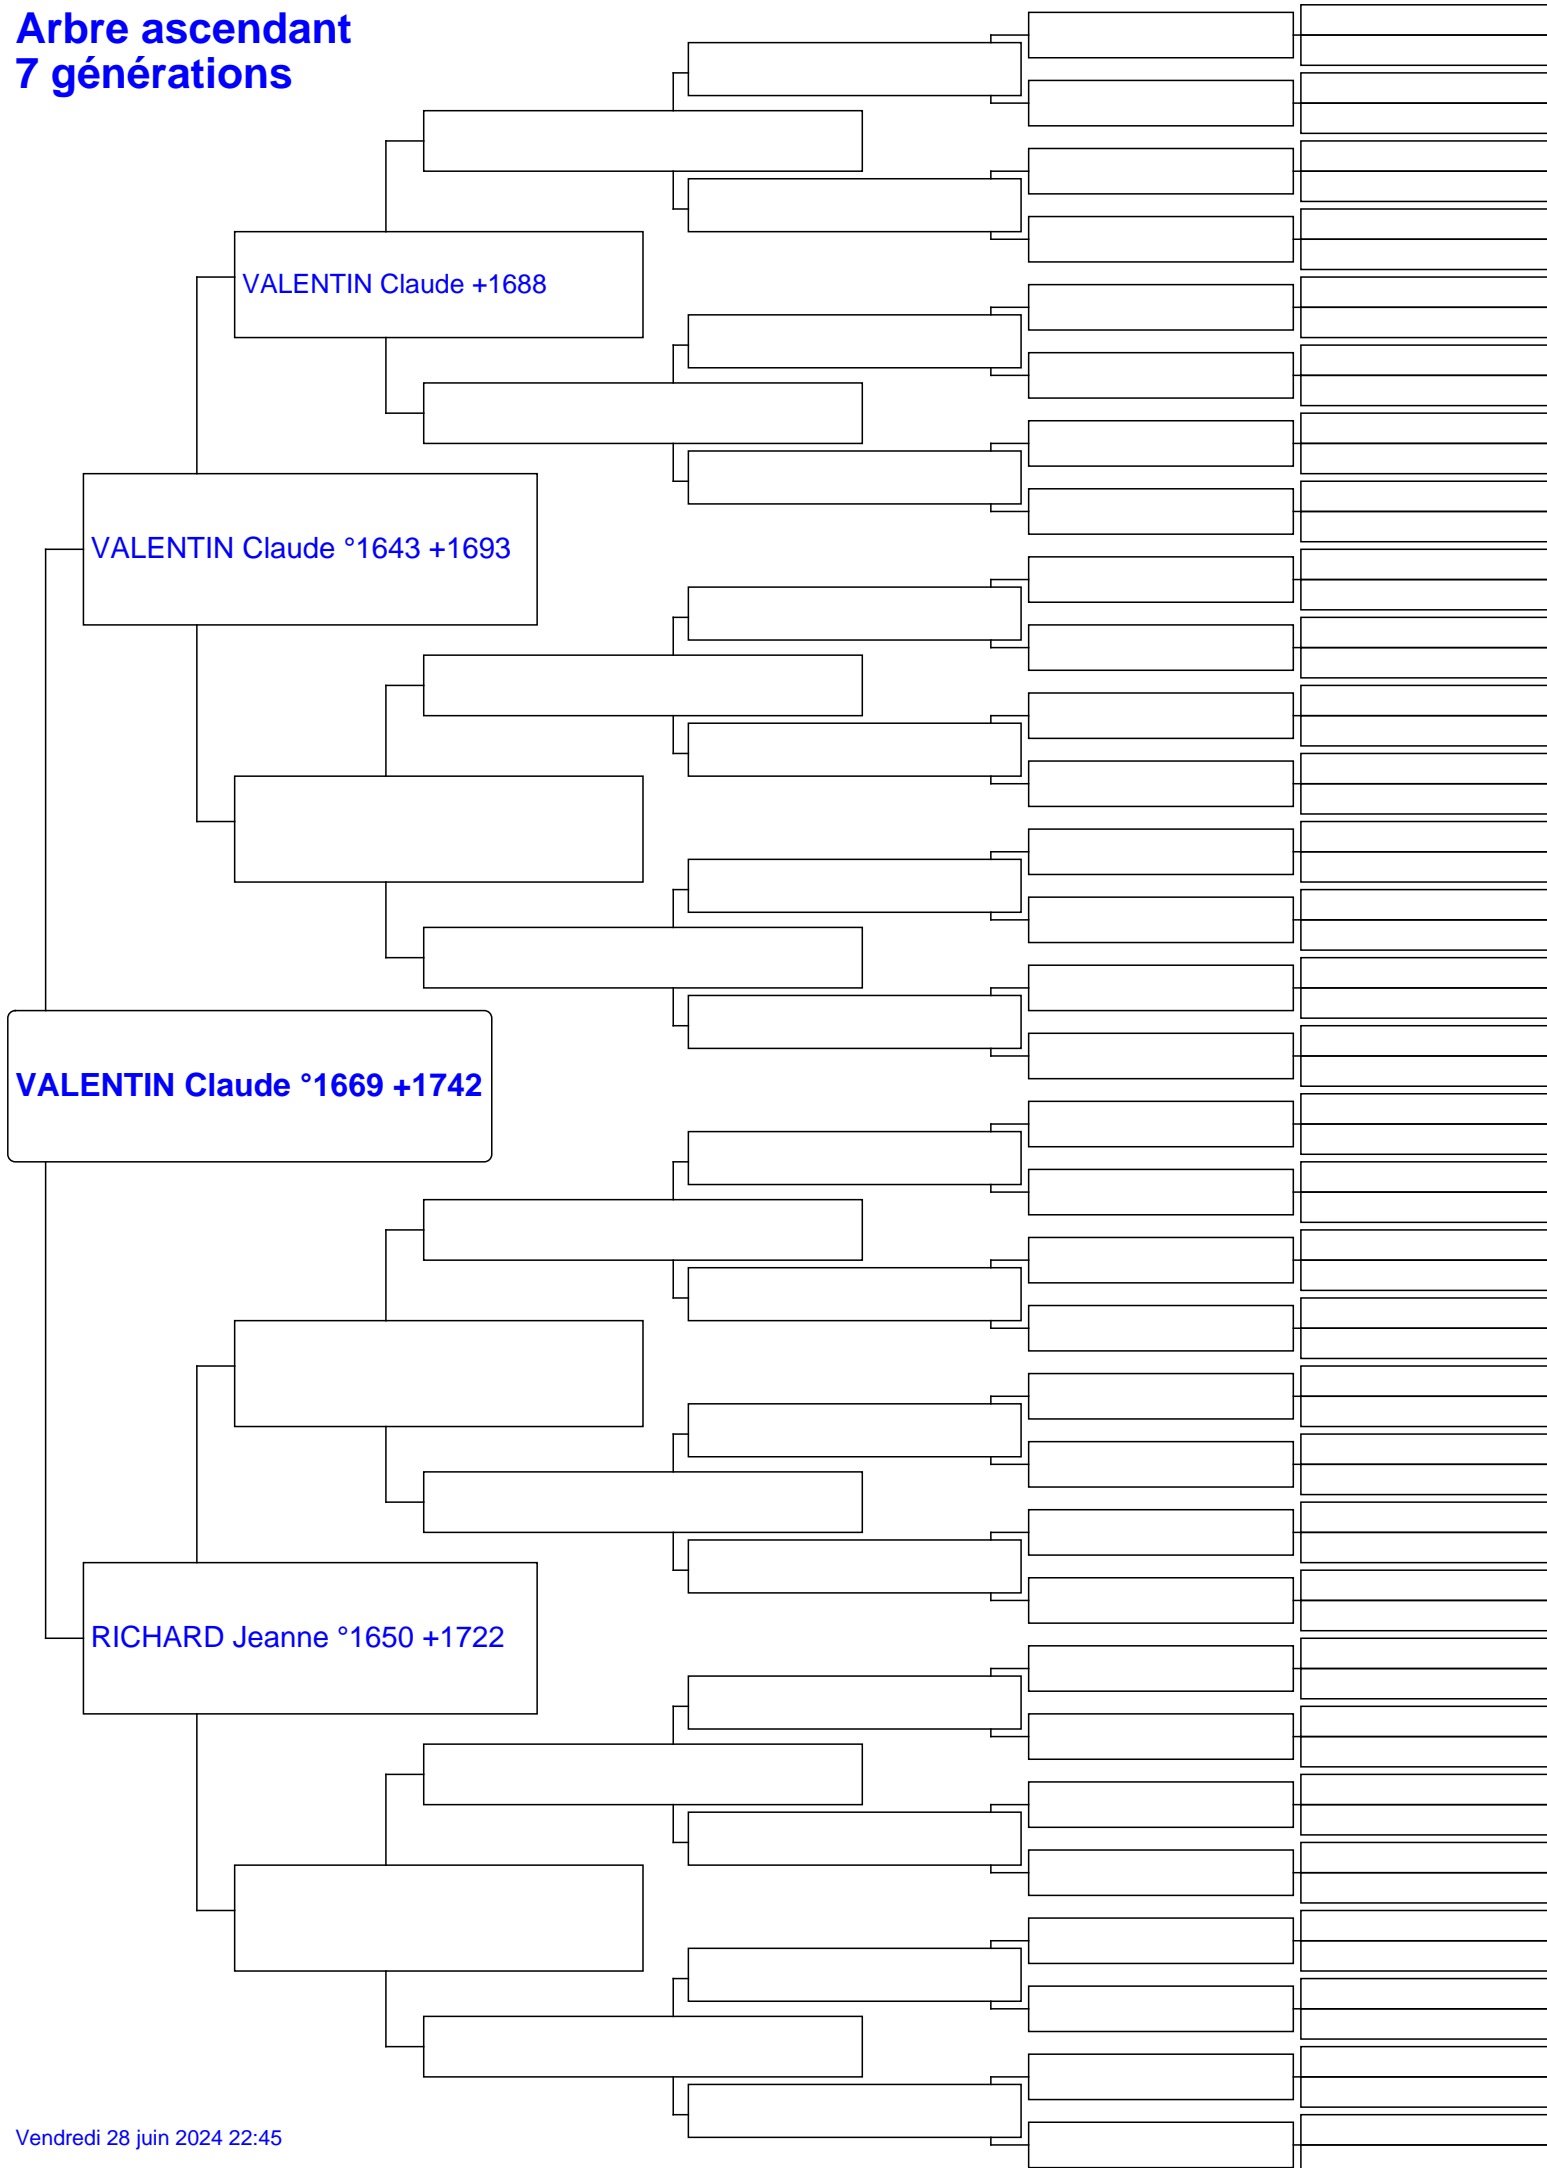 Arbre ascendant
7 générations
VALENTIN Claude +1688
VALENTIN Claude °1643 +1693
VALENTIN Claude °1669 +1742
RICHARD Jeanne °1650 +1722
Vendredi 28 juin 2024 22:45